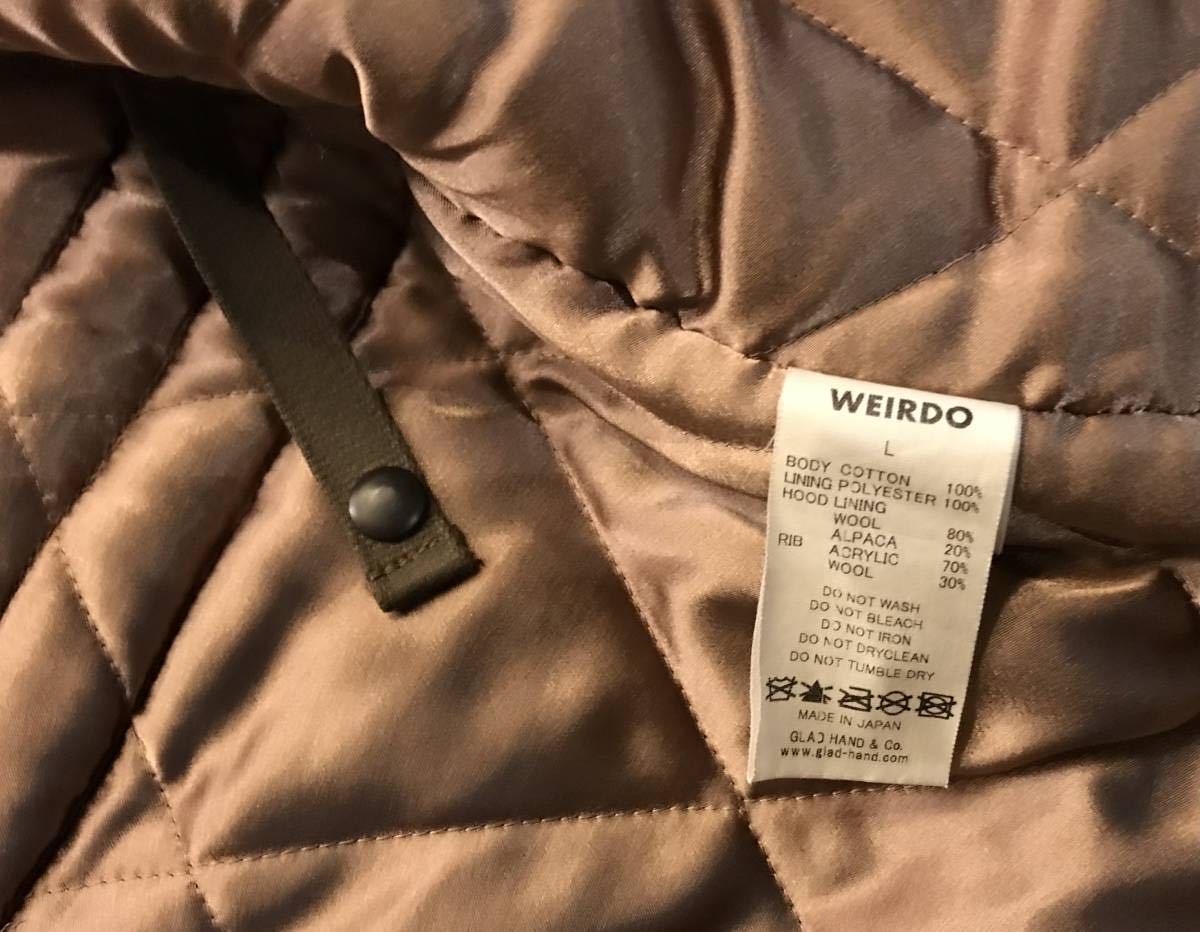 WEIRDO
L
BODY COTTON 100%
LINING POLYESTER 100%
HOOD LINING
WOOL 80%
ALPACA 20%
RIB ACRYLIC 70%
WOOL 30%
DO NOT WASH
DO NOT BLEACH
DO NOT IRON
DO NOT DRYCLEAN
DO NOT TUMBLE DRY
MADE IN JAPAN
GLAD HAND & Co.
www.glad-hand.com